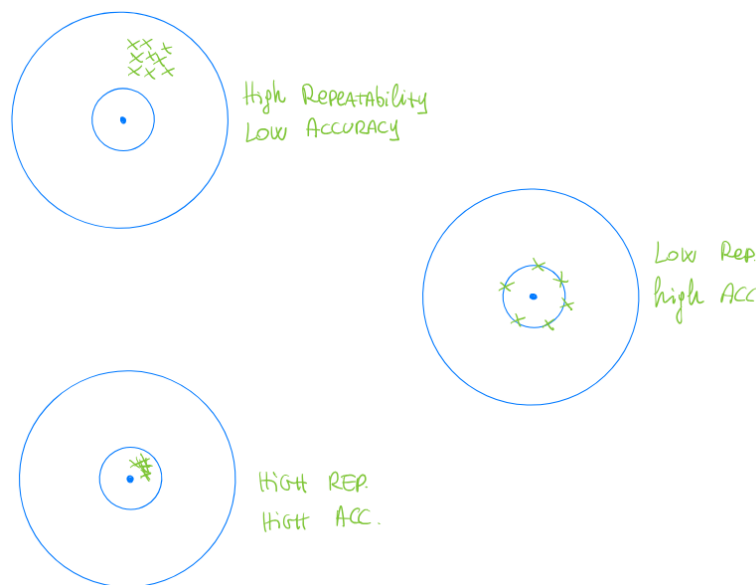 High Repeatability
Low Accuracy
Low Rep.
high ACC
HIGH REP.
HIGH ACC.